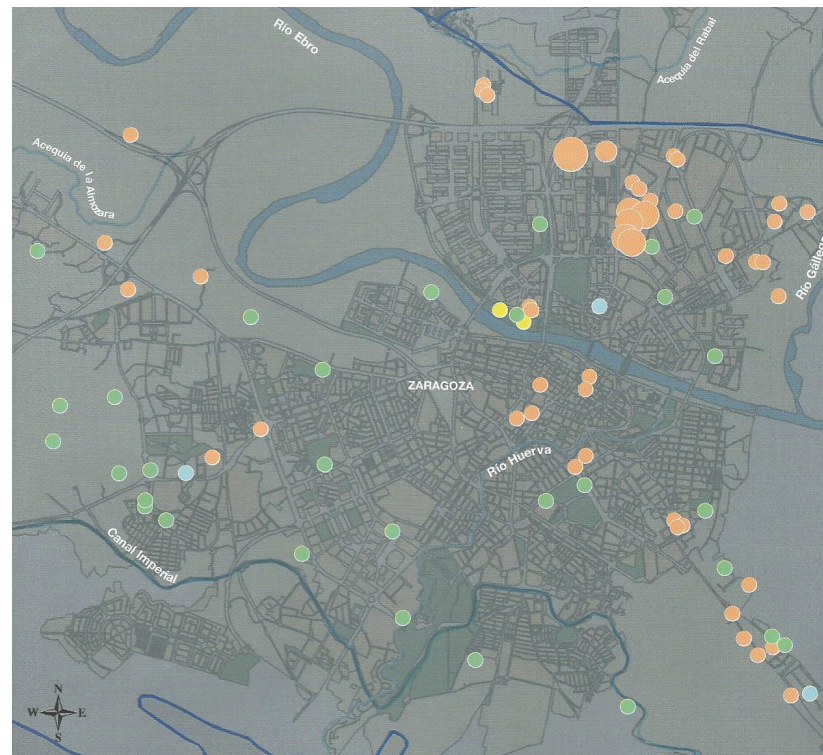 Río Ebro
Acequia del Rabal
Acequia de la Almozara
Río Gállego
ZARAGOZA
Río Huerva
Canal Imperial
N
W E
S